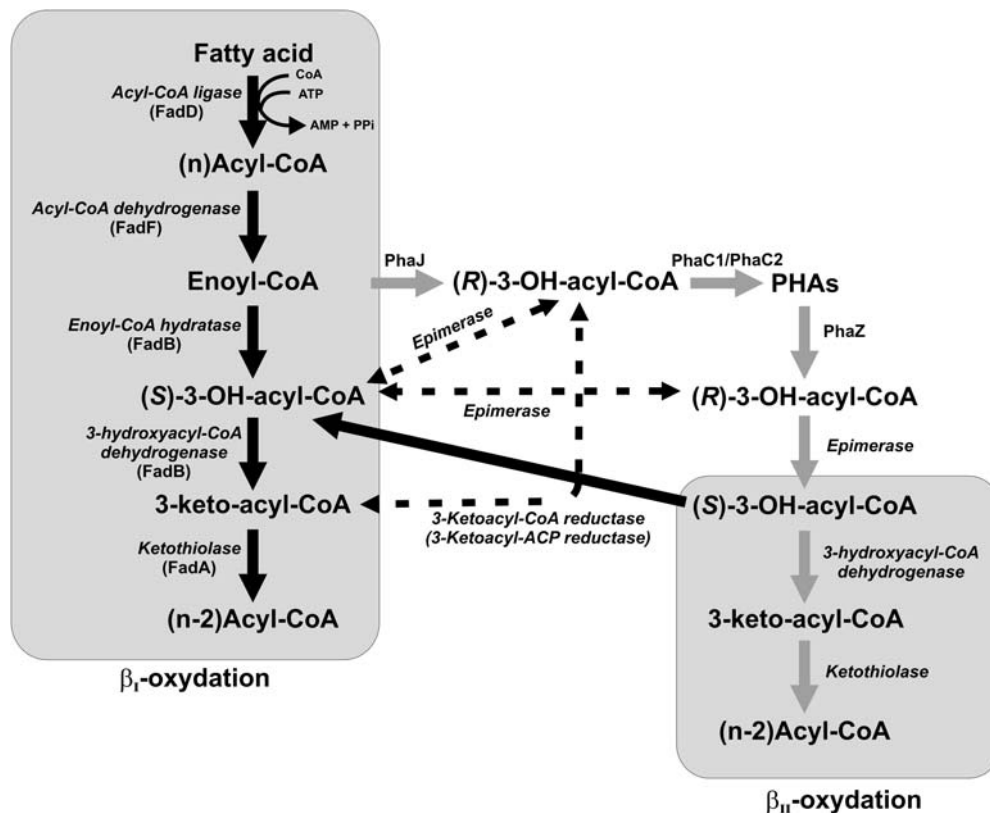 Fatty acid
CoA
Acyl-CoA ligase
(FadD)
ATP
AMP + PPi
(n)Acyl-CoA
Acyl-CoA dehydrogenase
(FadF)
Enoyl-CoA
PhaJ
(R)-3-OH-acyl-CoA
PhaC1/PhaC2
PHAs
Enoyl-CoA hydratase
(FadB)
Epimerase
PhaZ
(S)-3-OH-acyl-CoA
Epimerase
(R)-3-OH-acyl-CoA
3-hydroxyacyl-CoA
dehydrogenase
(FadB)
Epimerase
3-keto-acyl-CoA
3-Ketoacyl-CoA reductase
(3-Ketoacyl-ACP reductase)
(S)-3-OH-acyl-CoA
Ketothiolase
(FadA)
3-hydroxyacyl-CoA
dehydrogenase
(n-2)Acyl-CoA
3-keto-acyl-CoA
βI-oxydation
Ketothiolase
(n-2)Acyl-CoA
βII-oxydation